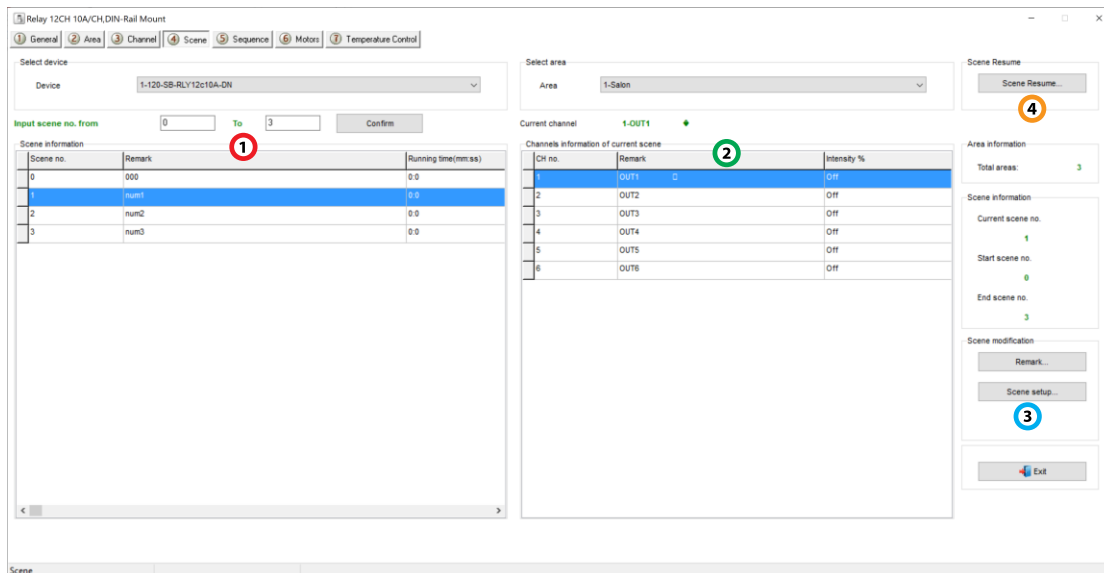 Relay 12CH 10A/CH,DIN-Rail Mount
1 General 2 Area 3 Channel 4 Scene 5 Sequence 6 Motors 7 Temperature Control
Select device
Device 1-120-SB-RLY12c10A-DN
Select area
Area 1-Salon
Scene Resume
Scene Resume...
4
Input scene no. from 0 To 3 Confirm
1
Current channel 1-OUT1
Scene information
Scene no. Remark Running time(mm:ss)
0 000 0:0
1 num1 0:0
2 num2 0:0
3 num3 0:0
Channels information of current scene
2
CH no. Remark Intensity %
1 OUT1 Off
2 OUT2 Off
3 OUT3 Off
4 OUT4 Off
5 OUT5 Off
6 OUT6 Off
Area information
Total areas: 3
Scene information
Current scene no.
1
Start scene no.
0
End scene no.
3
Scene modification
Remark...
Scene setup...
3
Exit
Scene